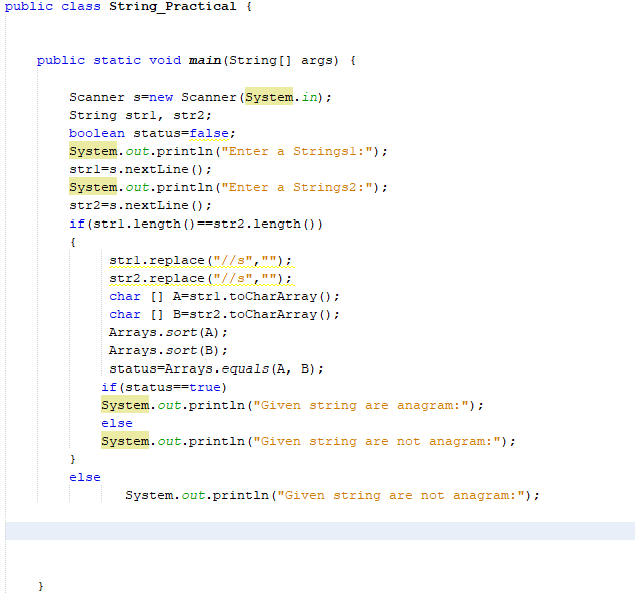 public class String_Practical {
public static void main(String[] args) {
Scanner s=new Scanner(System.in);
String str1, str2;
boolean status=false;
System.out.println("Enter a Strings1:");
str1=s.nextLine();
System.out.println("Enter a Strings2:");
str2=s.nextLine();
if(str1.length()==str2.length())
{
str1.replace("//s","");
str2.replace("//s","");
char [] A=str1.toCharArray();
char [] B=str2.toCharArray();
Arrays.sort(A);
Arrays.sort(B);
status=Arrays.equals(A, B);
if(status==true)
System.out.println("Given string are anagram:");
else
System.out.println("Given string are not anagram:");
}
else
System.out.println("Given string are not anagram:");
}